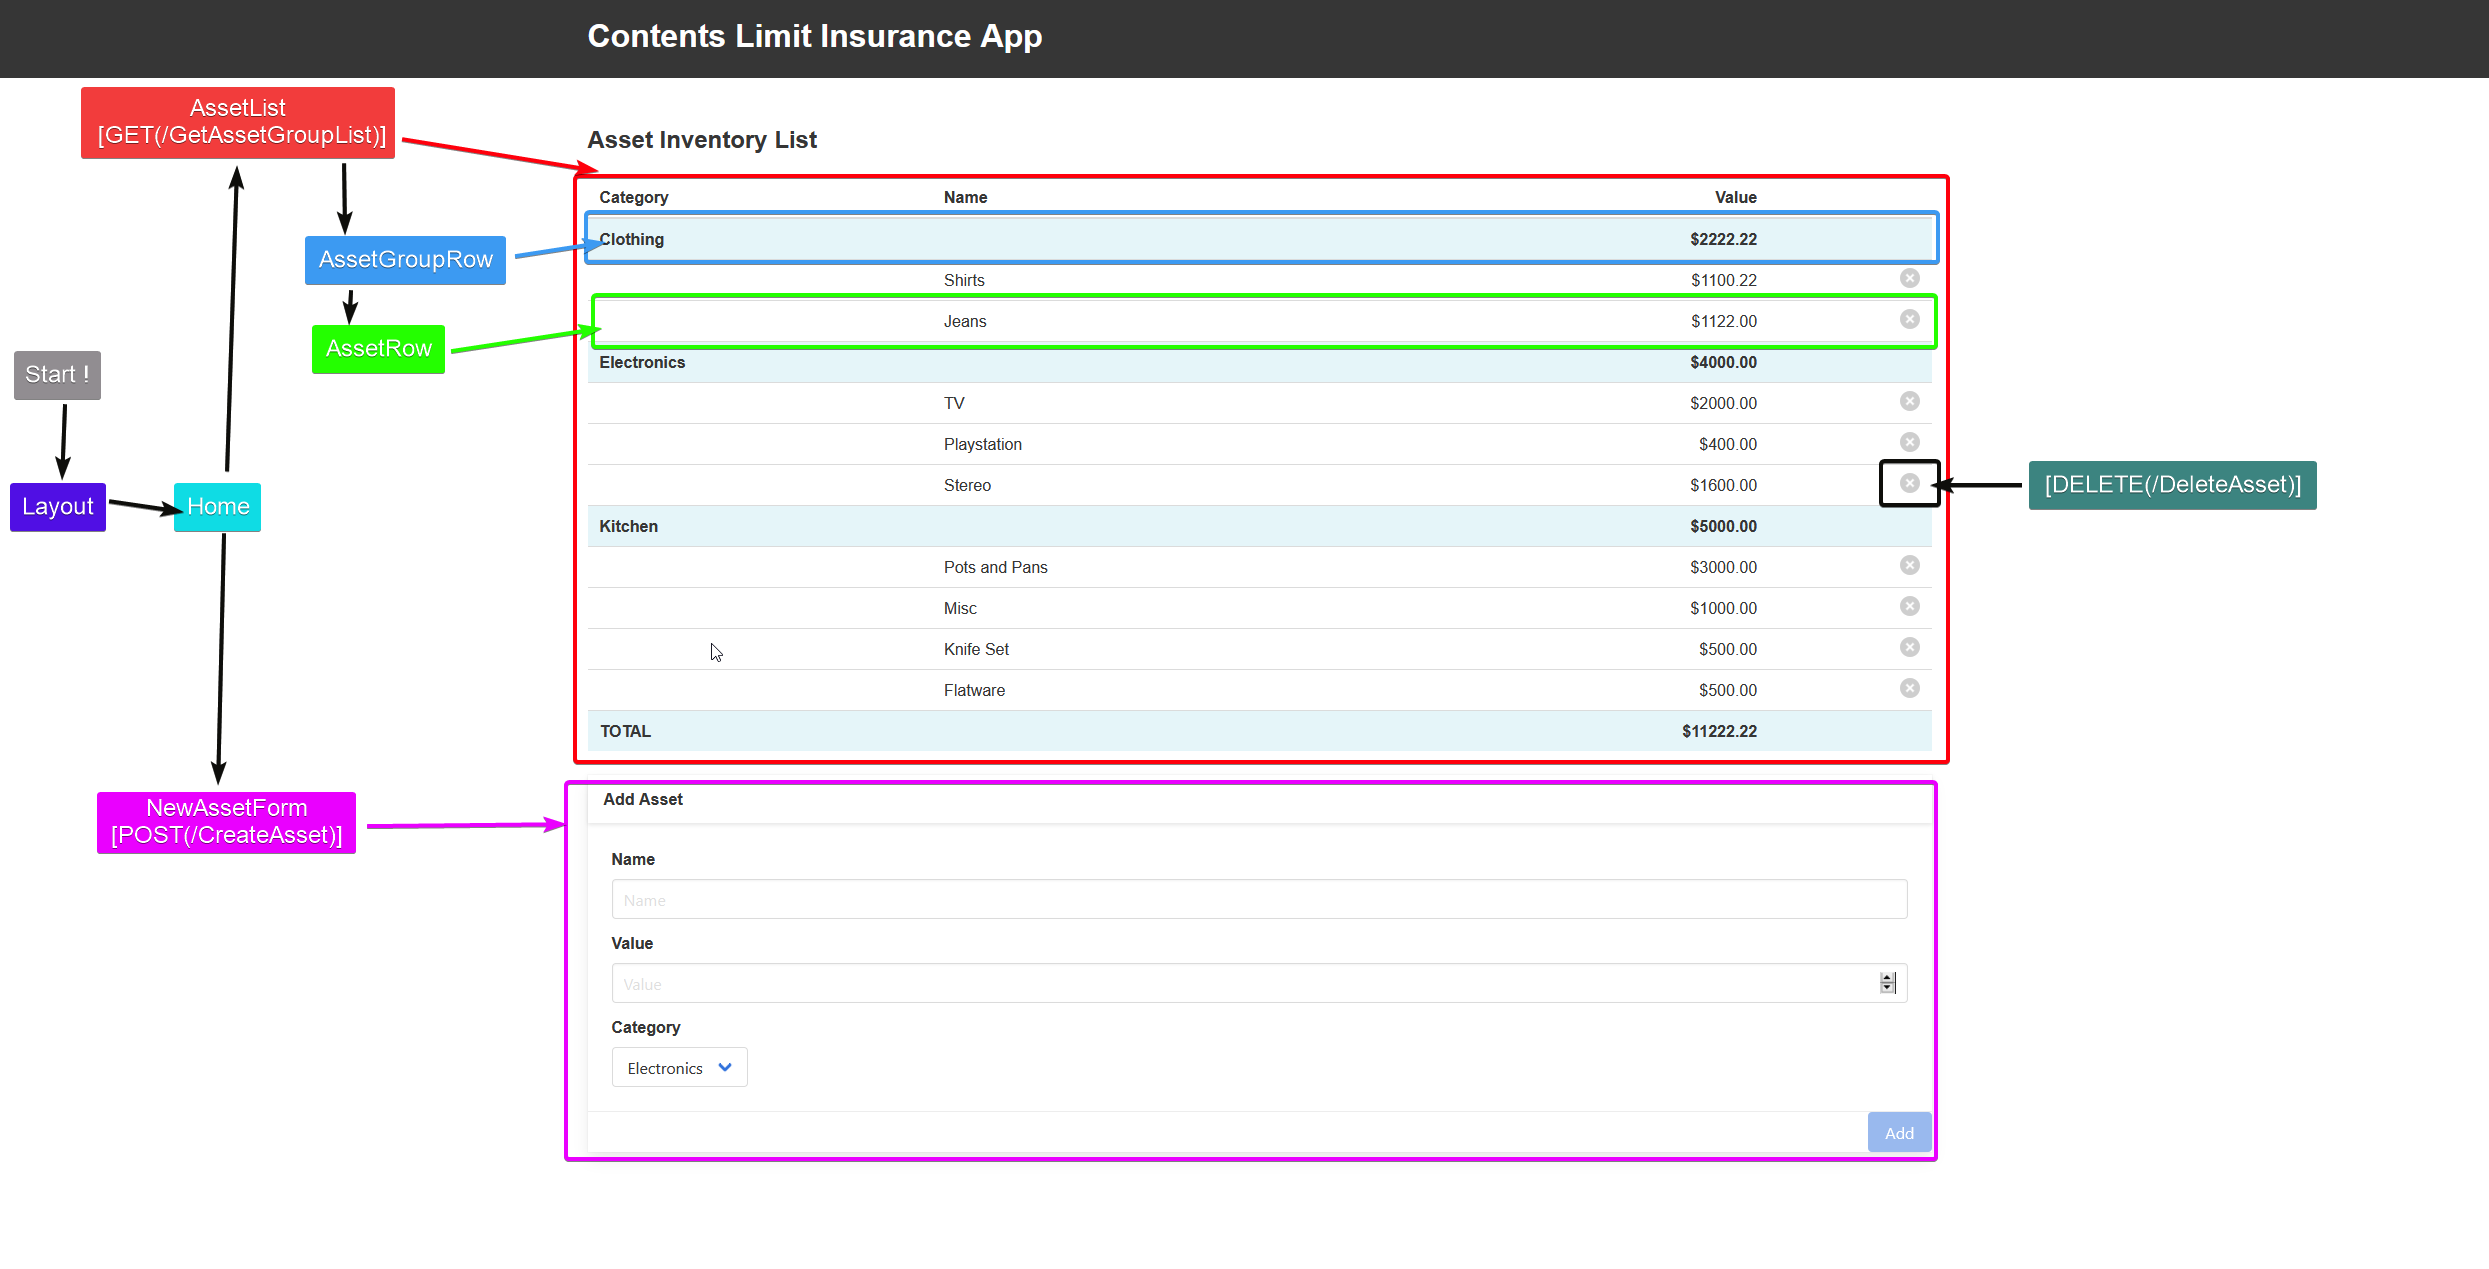 Contents Limit Insurance App
AssetList
[GET(/GetAssetGroupList)]
AssetGroupRow
AssetRow
Start !
Layout
Home
NewAssetForm
[POST(/CreateAsset)]
Asset Inventory List
Category Name Value
Clothing $2222.22
Shirts $1100.22
Jeans $1122.00
Electronics $4000.00
TV $2000.00
Playstation $400.00
Stereo $1600.00
[DELETE(/DeleteAsset)]
Kitchen $5000.00
Pots and Pans $3000.00
Misc $1000.00
Knife Set $500.00
Flatware $500.00
TOTAL $11222.22
Add Asset
Name
Name
Value
Value
Category
Electronics
Add